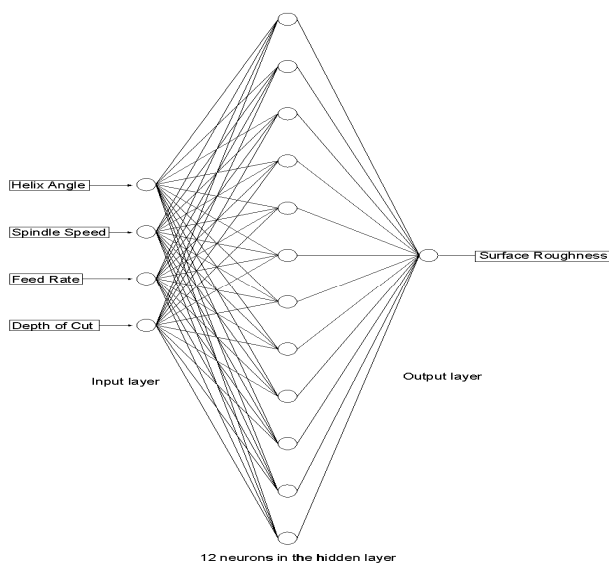 Helix Angle
Spindle Speed
Surface Roughness
Feed Rate
Depth of Cut
Input layer
Output layer
12 neurons in the hidden layer